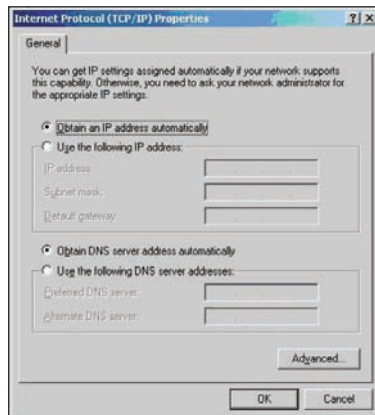 Internet Protocol (TCP/IP) Properties
General
You can get IP settings assigned automatically if your network supports
this capability. Otherwise, you need to ask your network administrator for
the appropriate IP settings.
Obtain an IP address automatically
Use the following IP address:
IP address:
Subnet mask:
Default gateway:
Obtain DNS server address automatically
Use the following DNS server addresses:
Preferred DNS server:
Alternate DNS server:
Advanced...
OK
Cancel